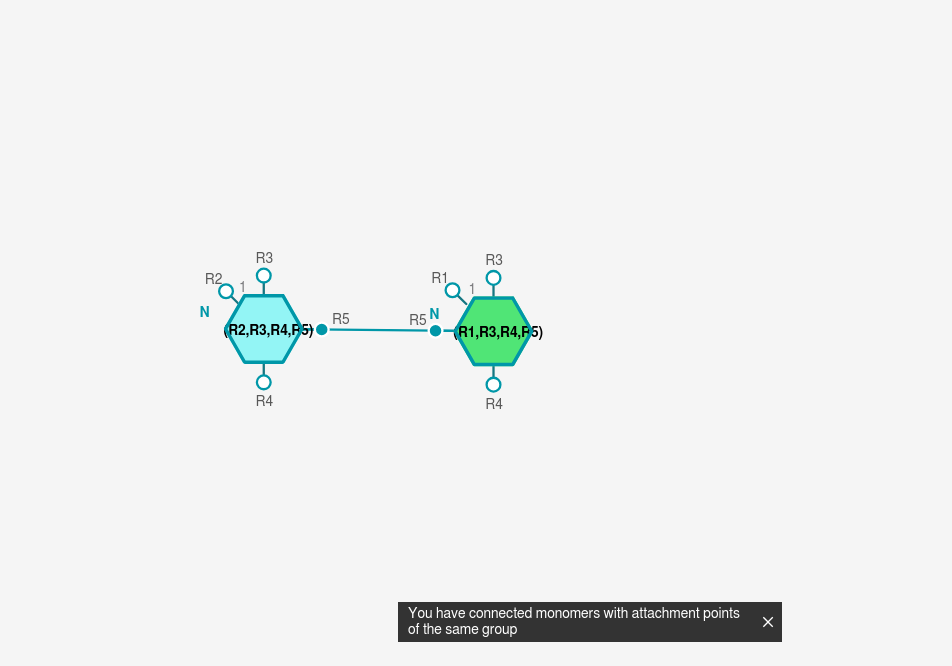 R3
R3
R2
1
R1
1
N
N
R5
R5
(R2,R3,R4,R5)
(R1,R3,R4,R5)
R4
R4
You have connected monomers with attachment points
of the same group